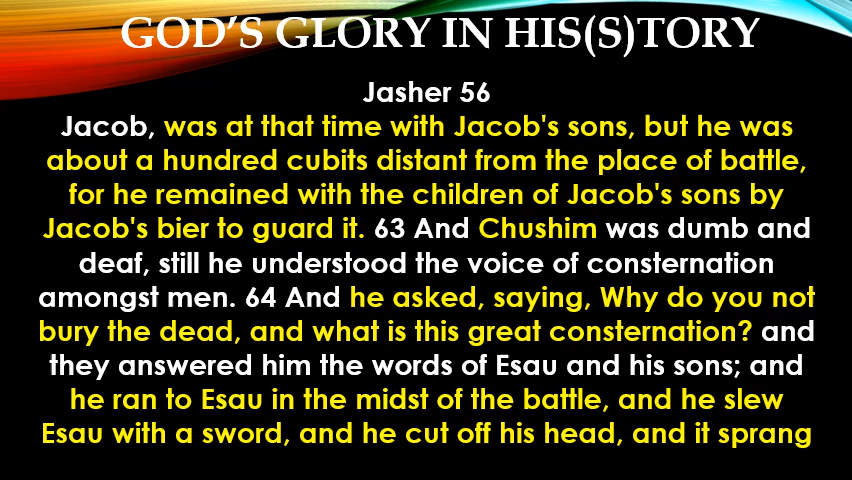 GOD'S GLORY IN HIS(S)TORY
Jasher 56
Jacob, was at that time with Jacob's sons, but he was
about a hundred cubits distant from the place of battle,
for he remained with the children of Jacob's sons by
Jacob's bier to guard it. 63 And Chushim was dumb and
deaf, still he understood the voice of consternation
amongst men. 64 And he asked, saying, Why do you not
bury the dead, and what is this great consternation? and
they answered him the words of Esau and his sons; and
he ran to Esau in the midst of the battle, and he slew
Esau with a sword, and he cut off his head, and it sprang